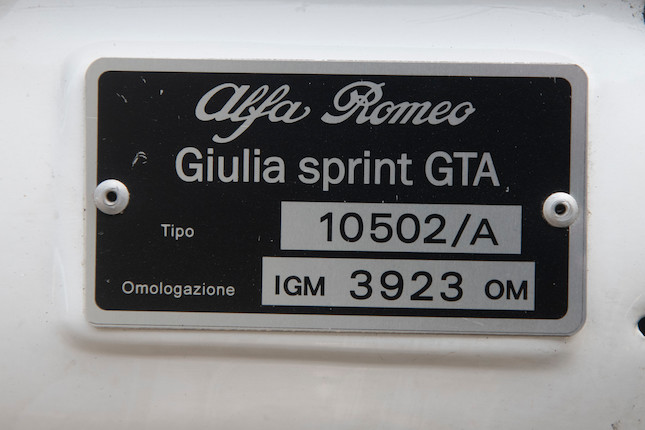 Alfa Romeo
Giulia sprint GTA
Tipo 10502/A
Omologazione IGM 3923 OM